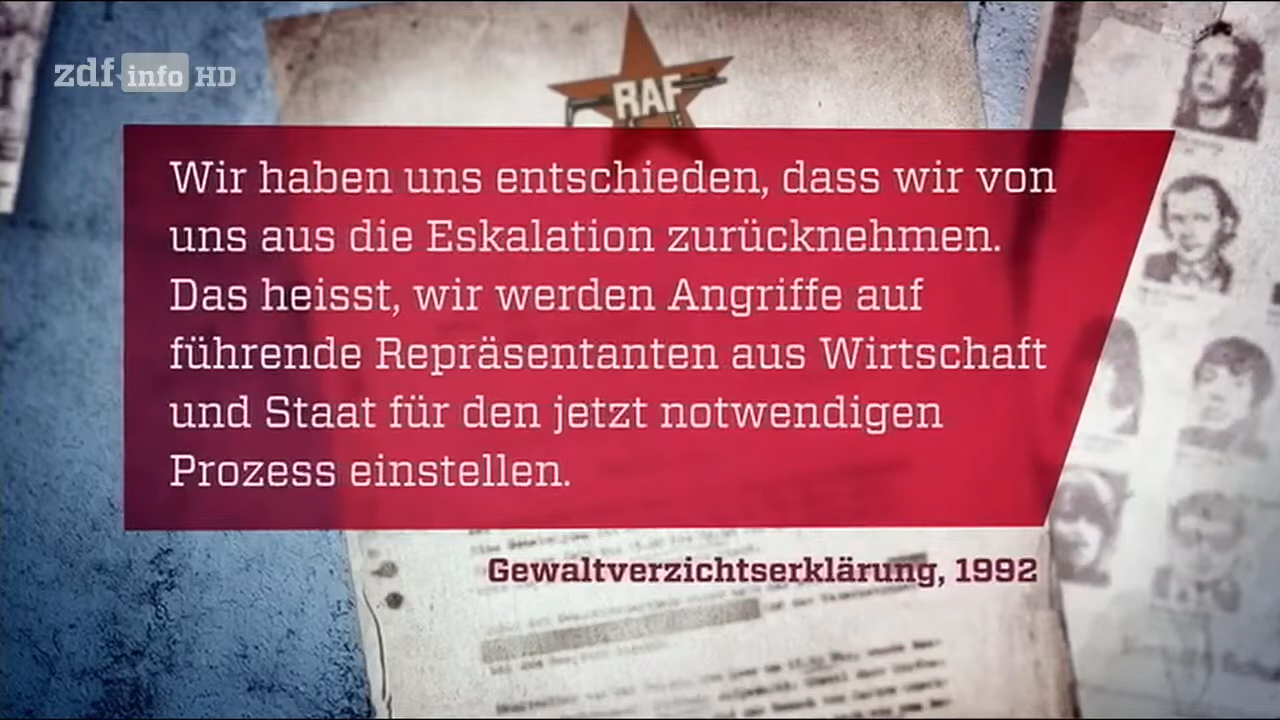 zdf info HD
RAF
Wir haben uns entschieden, dass wir von
uns aus die Eskalation zurücknehmen.
Das heisst, wir werden Angriffe auf
führende Repräsentanten aus Wirtschaft
und Staat für den jetzt notwendigen
Prozess einstellen.
Gewaltverzichtserklärung, 1992